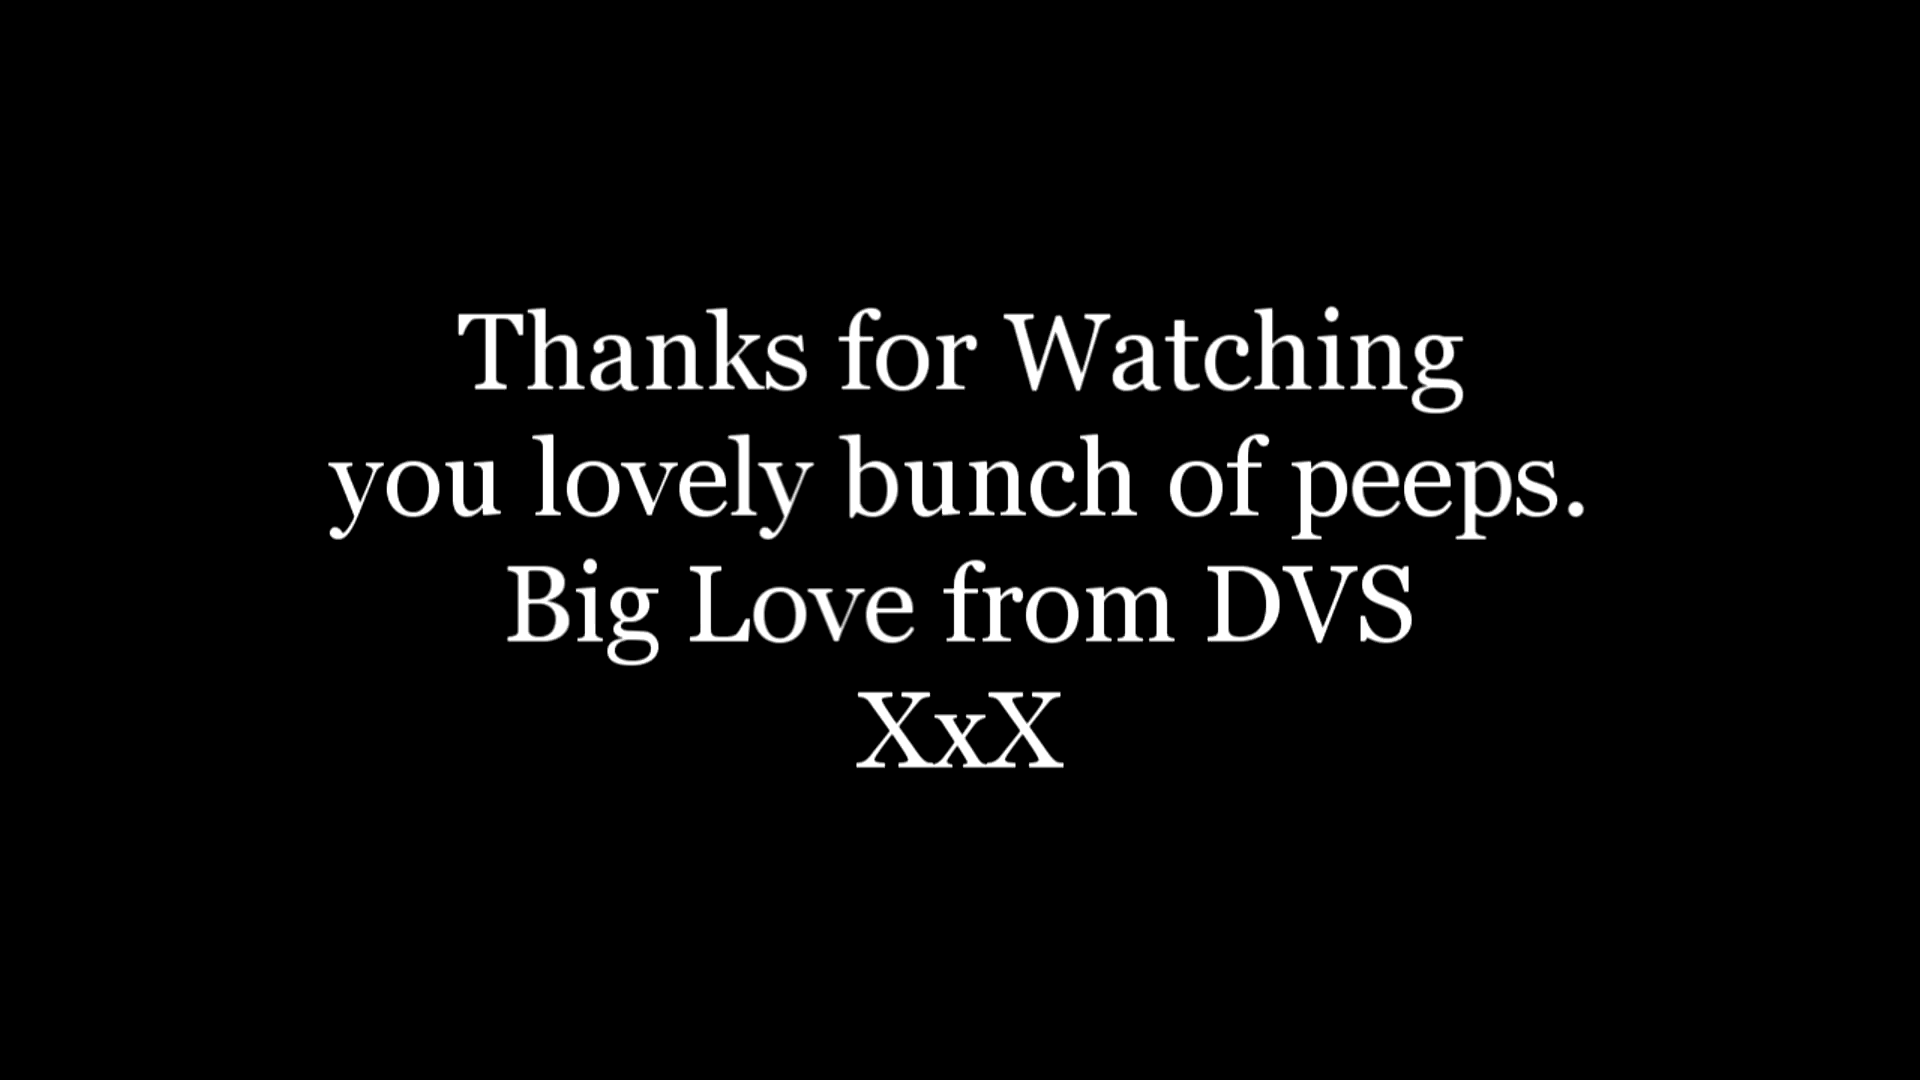 Thanks for Watching
you lovely bunch of peeps.
Big Love from DVS
XxX